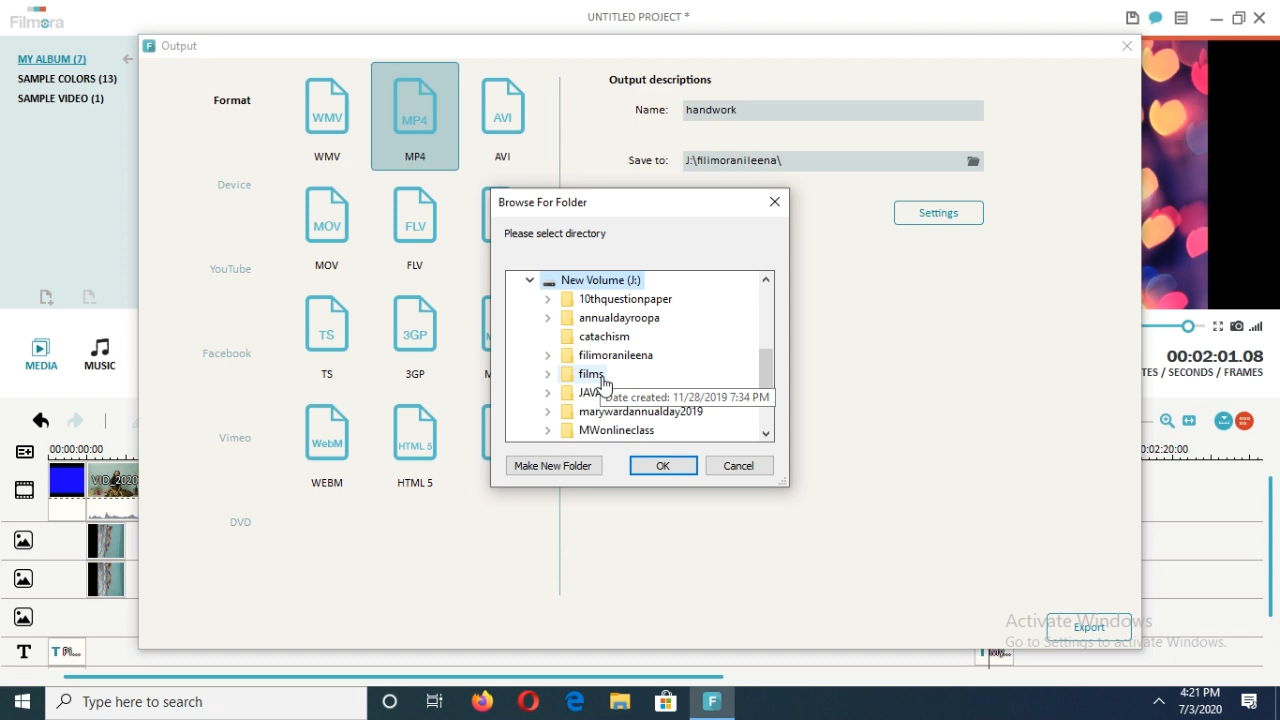 Filmora
UNTITLED PROJECT *
MY ALBUM (7)
SAMPLE COLORS (13)
SAMPLE VIDEO (1)
MEDIA
MUSIC
F Output
Format
Device
YouTube
Facebook
Vimeo
DVD
WMV MP4 AVI
WMV MP4 AVI
MOV FLV
MOV FLV
TS 3GP
TS 3GP
WebM HTML 5
WEBM HTML 5
Output descriptions
Name: handwork
Save to: J:\filimoranileena\
Settings
Browse For Folder
Please select directory
New Volume (J:)
10thquestionpaper
annualdayroopa
catachism
filimoranileena
films
JAVA
Date created: 11/28/2019 7:34 PM
marywardannualday2019
MWonlineclass
Make New Folder OK Cancel
Export
Activate Windows
Go to Settings to activate Windows.
00:02:01.08
TES / SECONDS / FRAMES
00:00:00:00
0:02:20:00
VID_2020
T
T Pl...
Type here to search
F
4:21 PM
7/3/2020